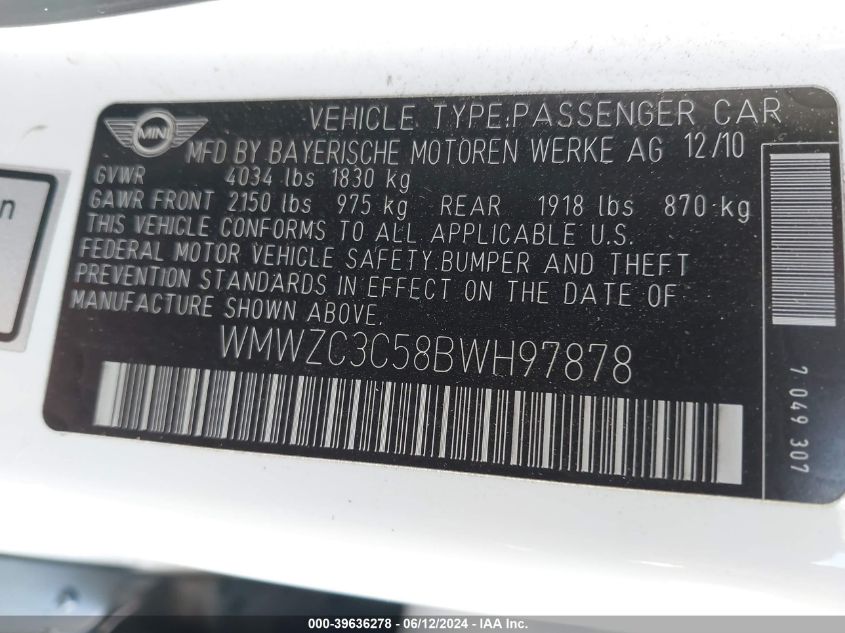 VEHICLE TYPE:PASSENGER CAR
MINI
MFD BY BAYERISCHE MOTOREN WERKE AG 12/10
GVWR 4034 lbs 1830 kg
GAWR FRONT 2150 lbs 975 kg REAR 1918 lbs 870 kg
THIS VEHICLE CONFORMS TO ALL APPLICABLE U.S.
FEDERAL MOTOR VEHICLE SAFETY.BUMPER AND THEFT
PREVENTION STANDARDS IN EFFECT ON THE DATE OF
MANUFACTURE SHOWN ABOVE.
WMWZC3C58BWH97878
7 049 307
n
000-39636278 - 06/12/2024 - IAA Inc.